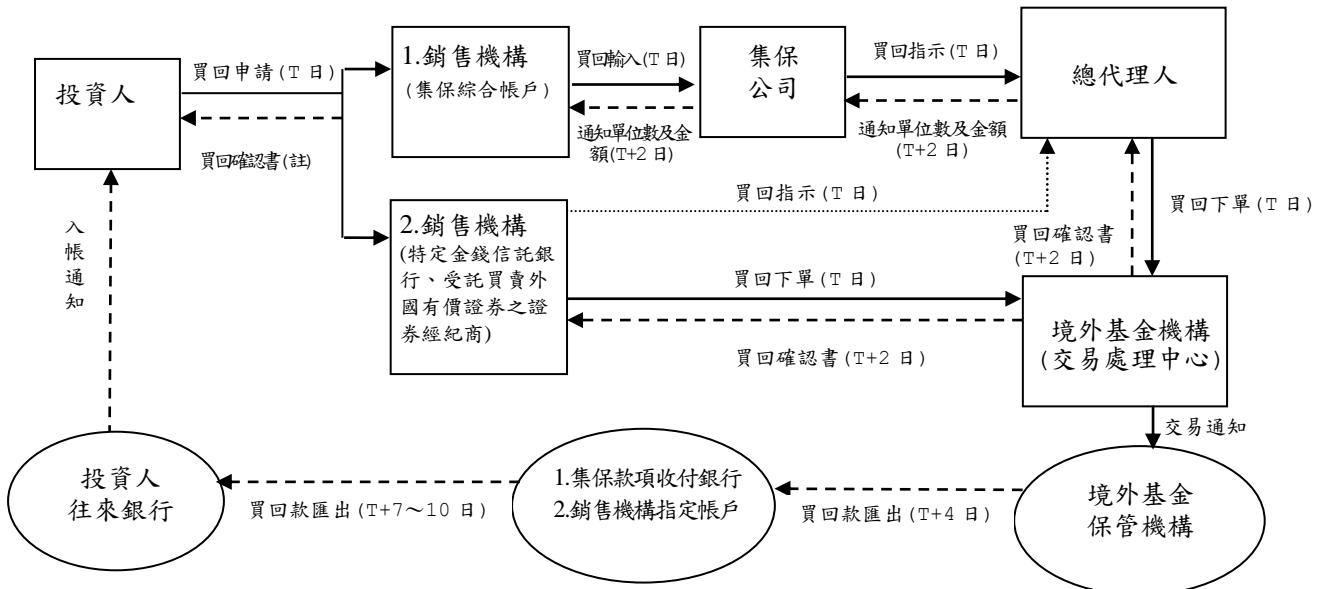 投資人
買回申請(T 日)
買回確認書(註)
1.銷售機構
(集保綜合帳戶)
買回輸入(T 日)
通知單位數及金
額(T+2 日)
集保
公司
買回指示(T 日)
通知單位數及金額
(T+2 日)
總代理人
買回指示(T 日)
買回下單(T 日)
買回確認書
(T+2 日)
入
帳
通
知
2.銷售機構
(特定金錢信託銀
行、受託買賣外
國有價證券之證
券經紀商)
買回下單(T 日)
買回確認書(T+2 日)
境外基金機構
(交易處理中心)
交易通知
投資人
往來銀行
買回款匯出(T+7～10 日)
1.集保款項收付銀行
2.銷售機構指定帳戶
買回款匯出(T+4 日)
境外基金
保管機構